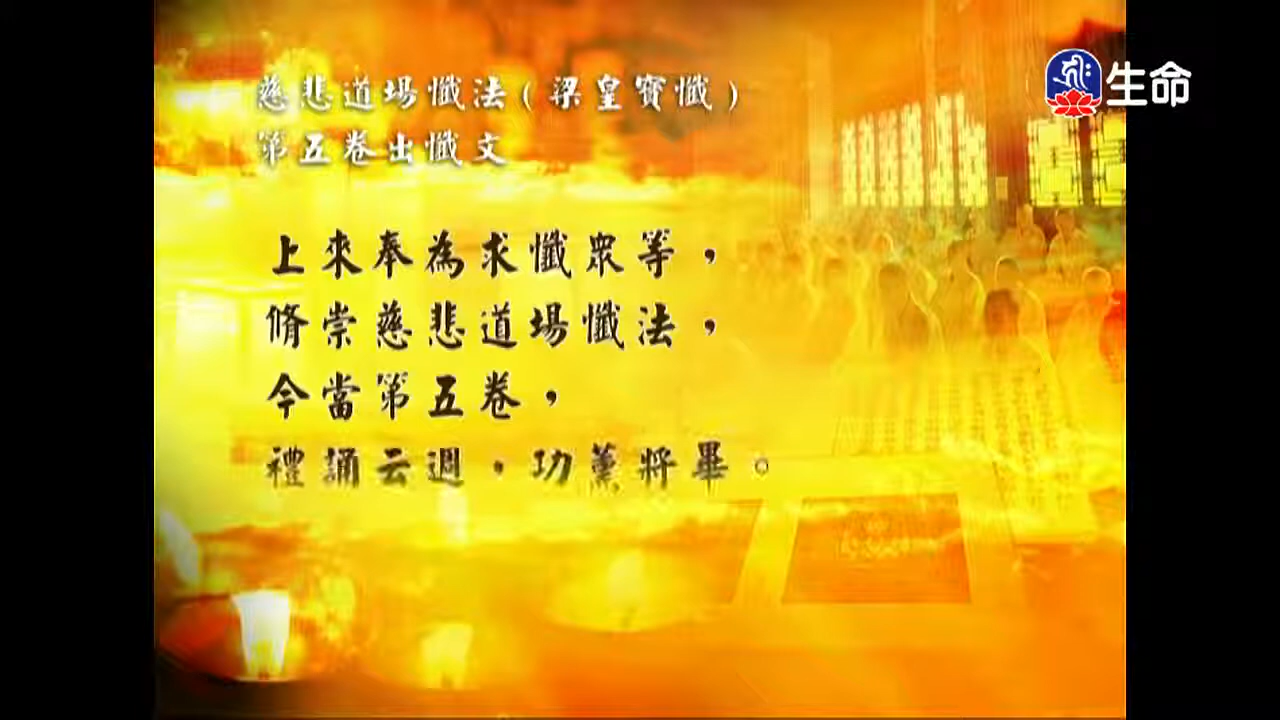 慈悲道場懺法(梁皇寶懺)
第五卷出懺文
生命
上來奉為求懺眾等,
脩崇慈悲道場懺法,
今當第五卷,
禮誦云週,功薰將畢。